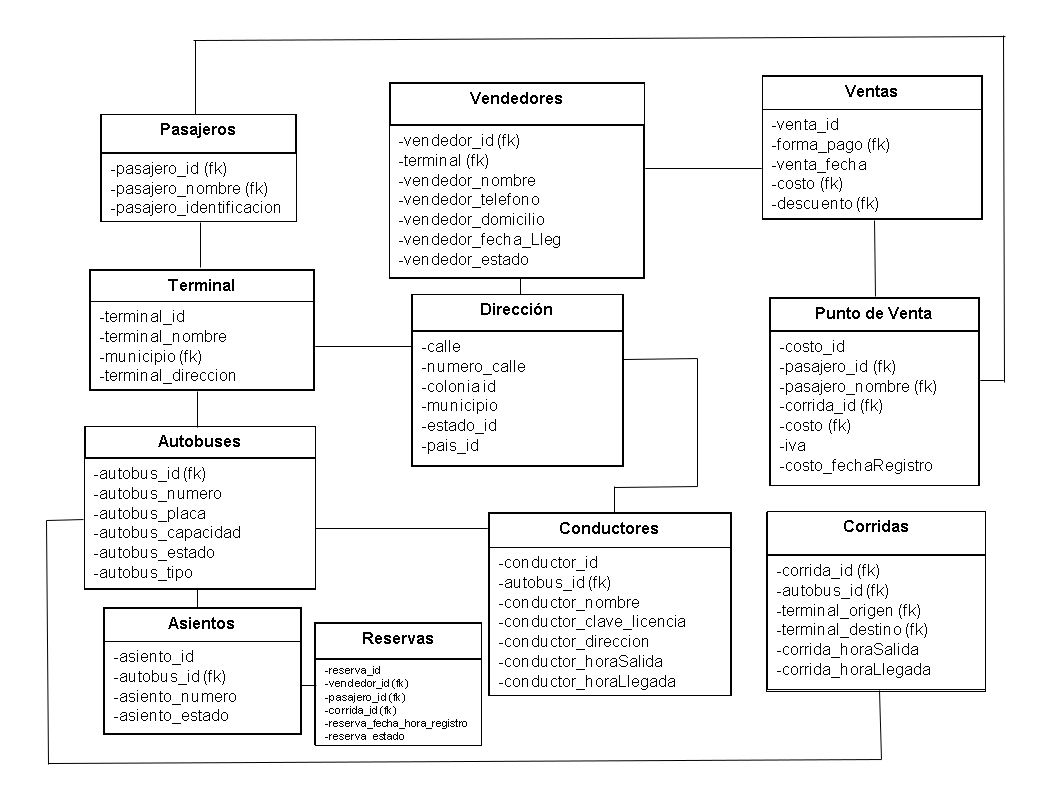 Pasajeros
-pasajero_id (fk)
-pasajero_nombre (fk)
-pasajero_identificacion
Vendedores
-vendedor_id (fk)
-terminal (fk)
-vendedor_nombre
-vendedor_telefono
-vendedor_domicilio
-vendedor_fecha_Lleg
-vendedor_estado
Ventas
-venta_id
-forma_pago (fk)
-venta_fecha
-costo (fk)
-descuento (fk)
Terminal
-terminal_id
-terminal_nombre
-municipio (fk)
-terminal_direccion
Dirección
-calle
-numero_calle
-colonia id
-municipio
-estado_id
-pais_id
Punto de Venta
-costo_id
-pasajero_id (fk)
-pasajero_nombre (fk)
-corrida_id (fk)
-costo (fk)
-iva
-costo_fechaRegistro
Autobuses
-autobus_id (fk)
-autobus_numero
-autobus_placa
-autobus_capacidad
-autobus_estado
-autobus_tipo
Conductores
-conductor_id
-autobus_id (fk)
-conductor_nombre
-conductor_clave_licencia
-conductor_direccion
-conductor_horaSalida
-conductor_horaLlegada
Corridas
-corrida_id (fk)
-autobus_id (fk)
-terminal_origen (fk)
-terminal_destino (fk)
-corrida_horaSalida
-corrida_horaLlegada
Asientos
-asiento_id
-autobus_id (fk)
-asiento_numero
-asiento_estado
Reservas
-reserva_id
-vendedor_id (fk)
-pasajero_id (fk)
-corrida_id (fk)
-reserva_fecha_hora_registro
-reserva_estado